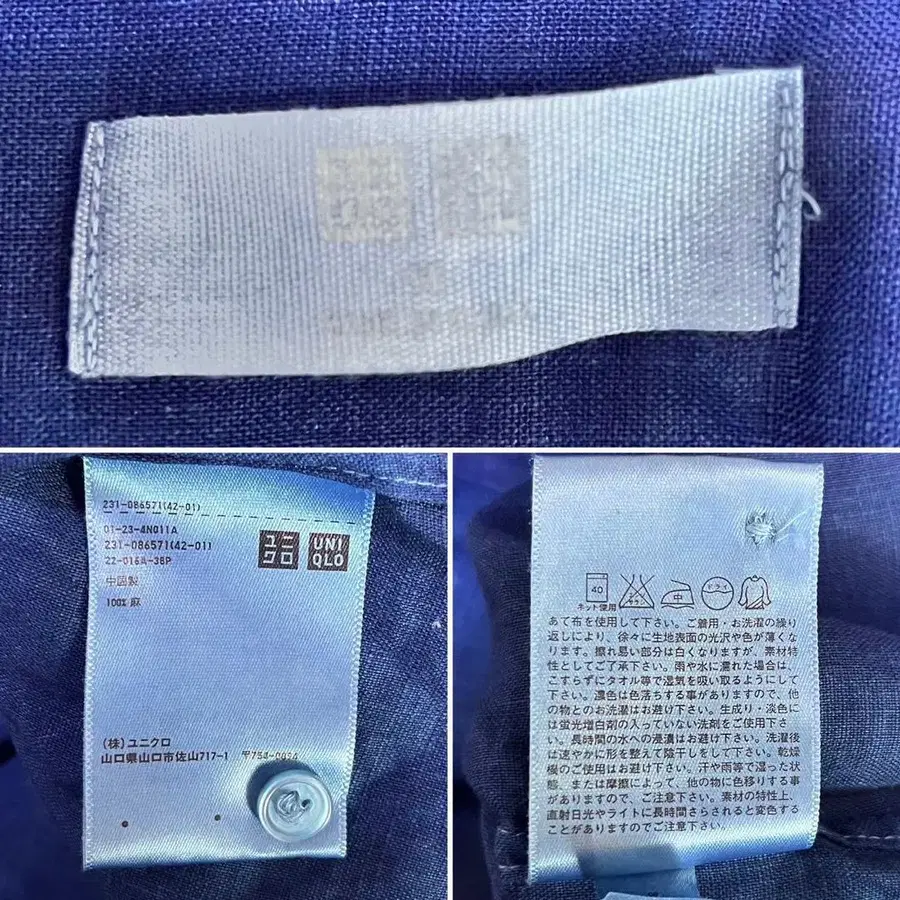 231-086571(42-01)
01-23-4N011A
231-086571(42-01)
22-016A-38P
中国製
100% 麻
ユニ
クロ
UNI
QLO
(株)ユニクロ
山口県山口市佐山717-1
40
中
ドライ
ネット使用
あて布を使用して下さい。ご着用・お洗濯の繰り
返しにより、徐々に生地表面の光沢や色が薄くな
ります。擦れ易い部分は白くなりますが、素材特
性としてご了承下さい。雨や水に濡れた場合は、
こすらずにタオル等で湿気を吸い取るようにして
下さい。濃色は色落ちする事がありますので、他
の物とのお洗濯はお避け下さい。生成り・淡色に
は蛍光増白剤の入っていない洗剤をご使用下さ
い。長時間の水への浸漬はお避け下さい。洗濯後
は速やかに形を整えて陰干しをして下さい。乾燥
機のご使用はお避け下さい。汗や雨等で湿った状
態、または摩擦によって、他の物に色移りする事
がありますので、ご注意下さい。素材の特性上、
直射日光やライトに長時間さらされると変色する
ことがありますのでご注意下さい。